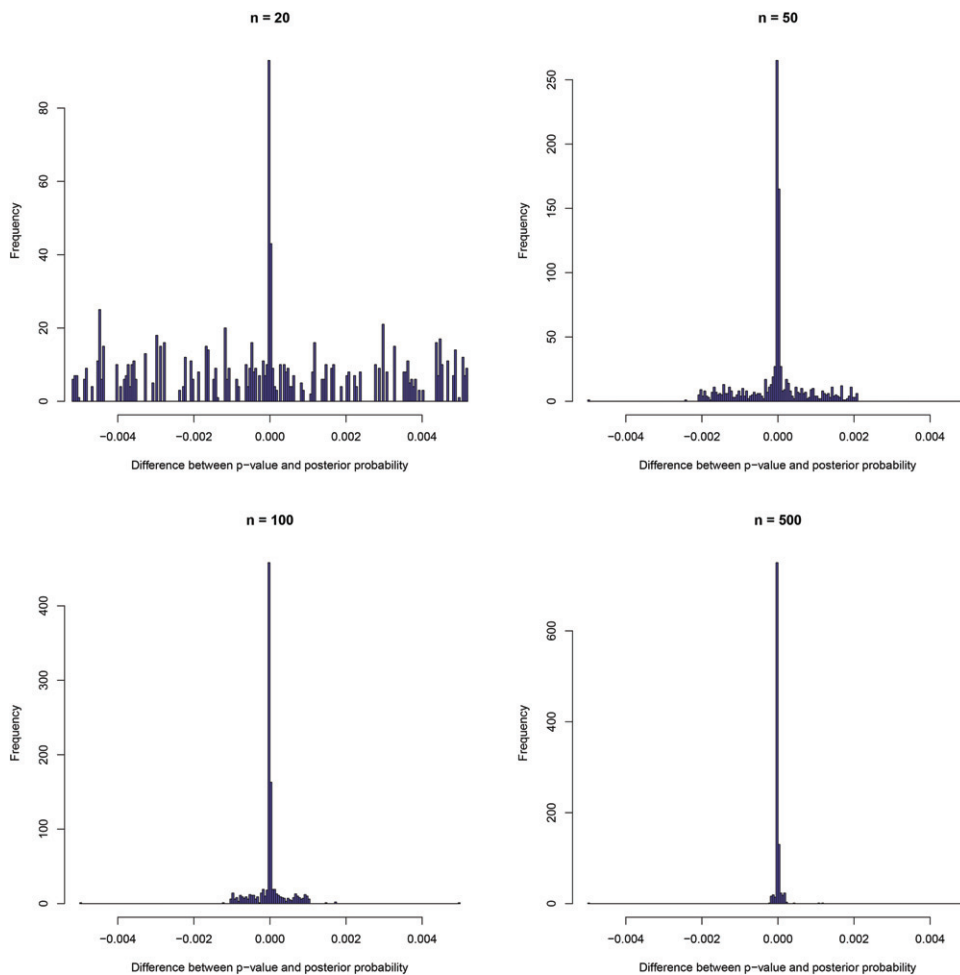 n = 20
Frequency
80
60
40
20
0
−0.004 −0.002 0.000 0.002 0.004
Difference between p−value and posterior probability
n = 50
Frequency
250
200
150
100
50
0
−0.004 −0.002 0.000 0.002 0.004
Difference between p−value and posterior probability
n = 100
Frequency
400
300
200
100
0
−0.004 −0.002 0.000 0.002 0.004
Difference between p−value and posterior probability
n = 500
Frequency
600
400
200
0
−0.004 −0.002 0.000 0.002 0.004
Difference between p−value and posterior probability